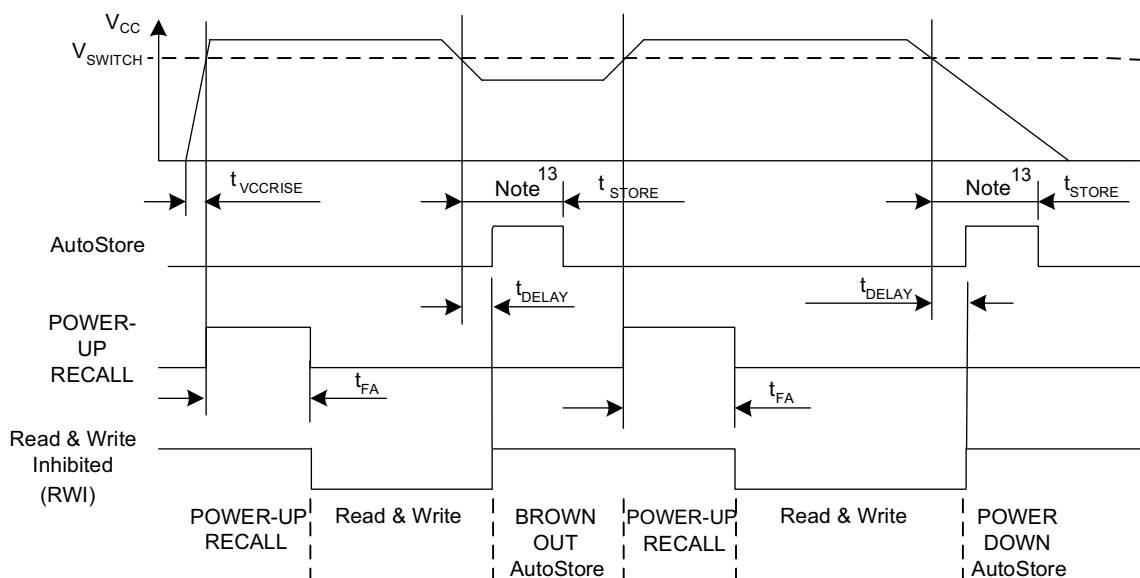 VCC
VSWITCH
tVCCRISE
Note13
tSTORE
Note13
tSTORE
AutoStore
tDELAY
tDELAY
POWER-
UP
RECALL
tFA
tFA
Read & Write
Inhibited
(RWI)
POWER-UP
RECALL
Read & Write
BROWN
OUT
AutoStore
POWER-UP
RECALL
Read & Write
POWER
DOWN
AutoStore